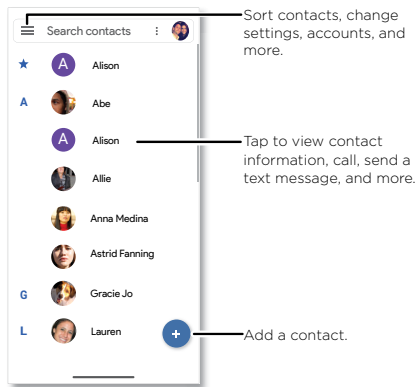 Search contacts
Sort contacts, change
settings, accounts, and
more.
A
Alison
A
Abe
A
Alison
Tap to view contact
information, call, send a
text message, and more.
Allie
Anna Medina
Astrid Fanning
G
Gracie Jo
L
Lauren
+
Add a contact.